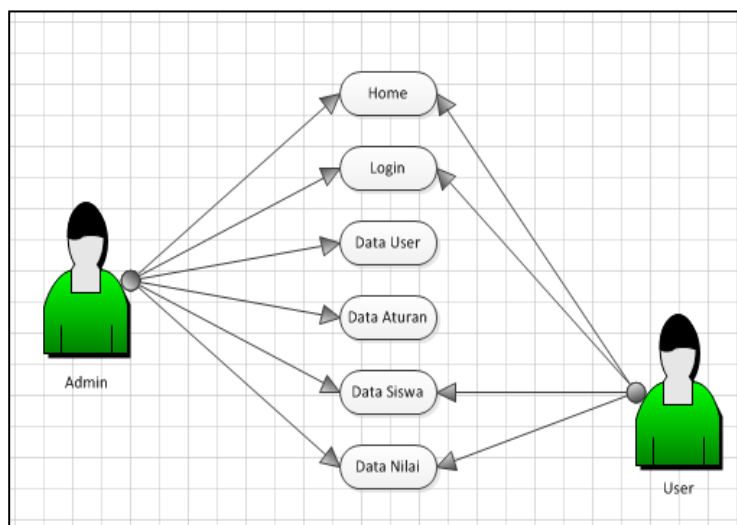 Home
Login
Data User
Data Aturan
Admin
Data Siswa
Data Nilai
User